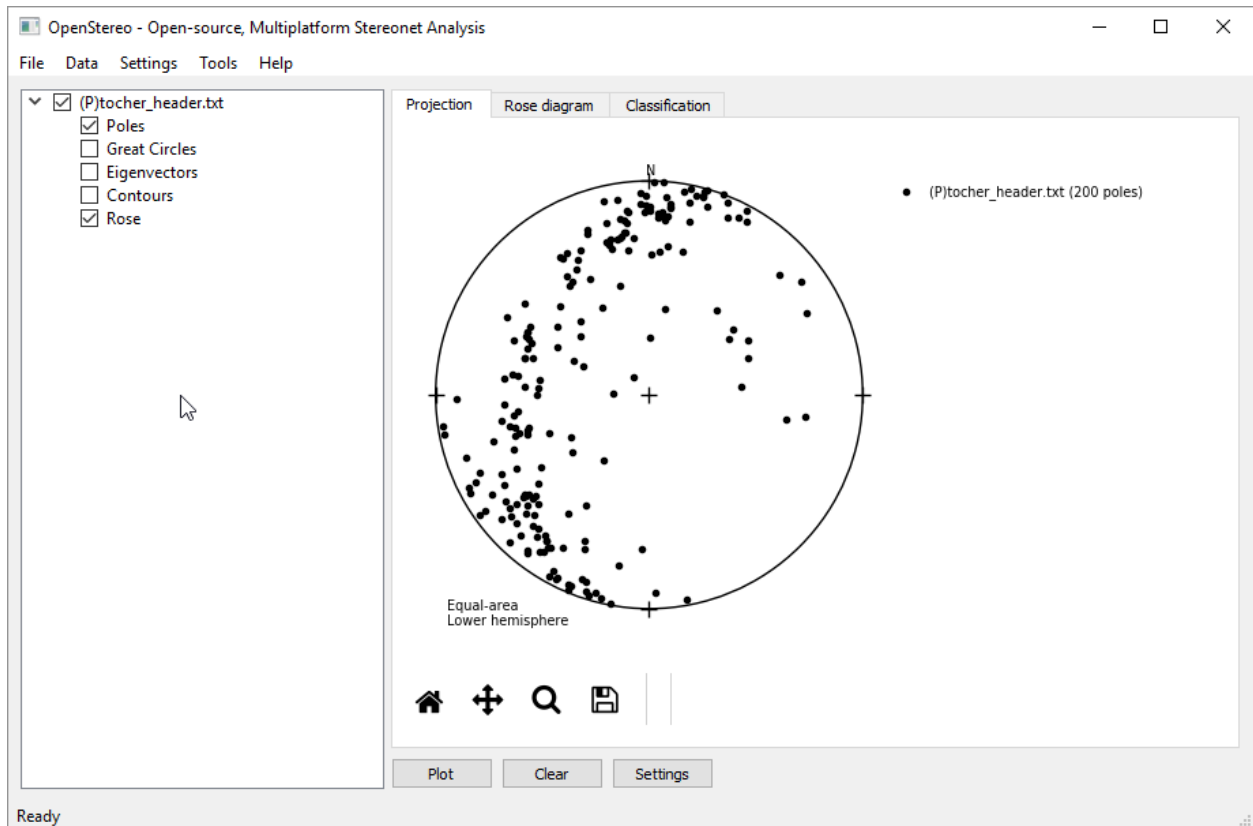 OpenStereo - Open-source, Multiplatform Stereonet Analysis
File Data Settings Tools Help
(P)tocher_header.txt
Poles
Great Circles
Eigenvectors
Contours
Rose
Projection Rose diagram Classification
N
(P)tocher_header.txt (200 poles)
Equal-area
Lower hemisphere
Plot Clear Settings
Ready